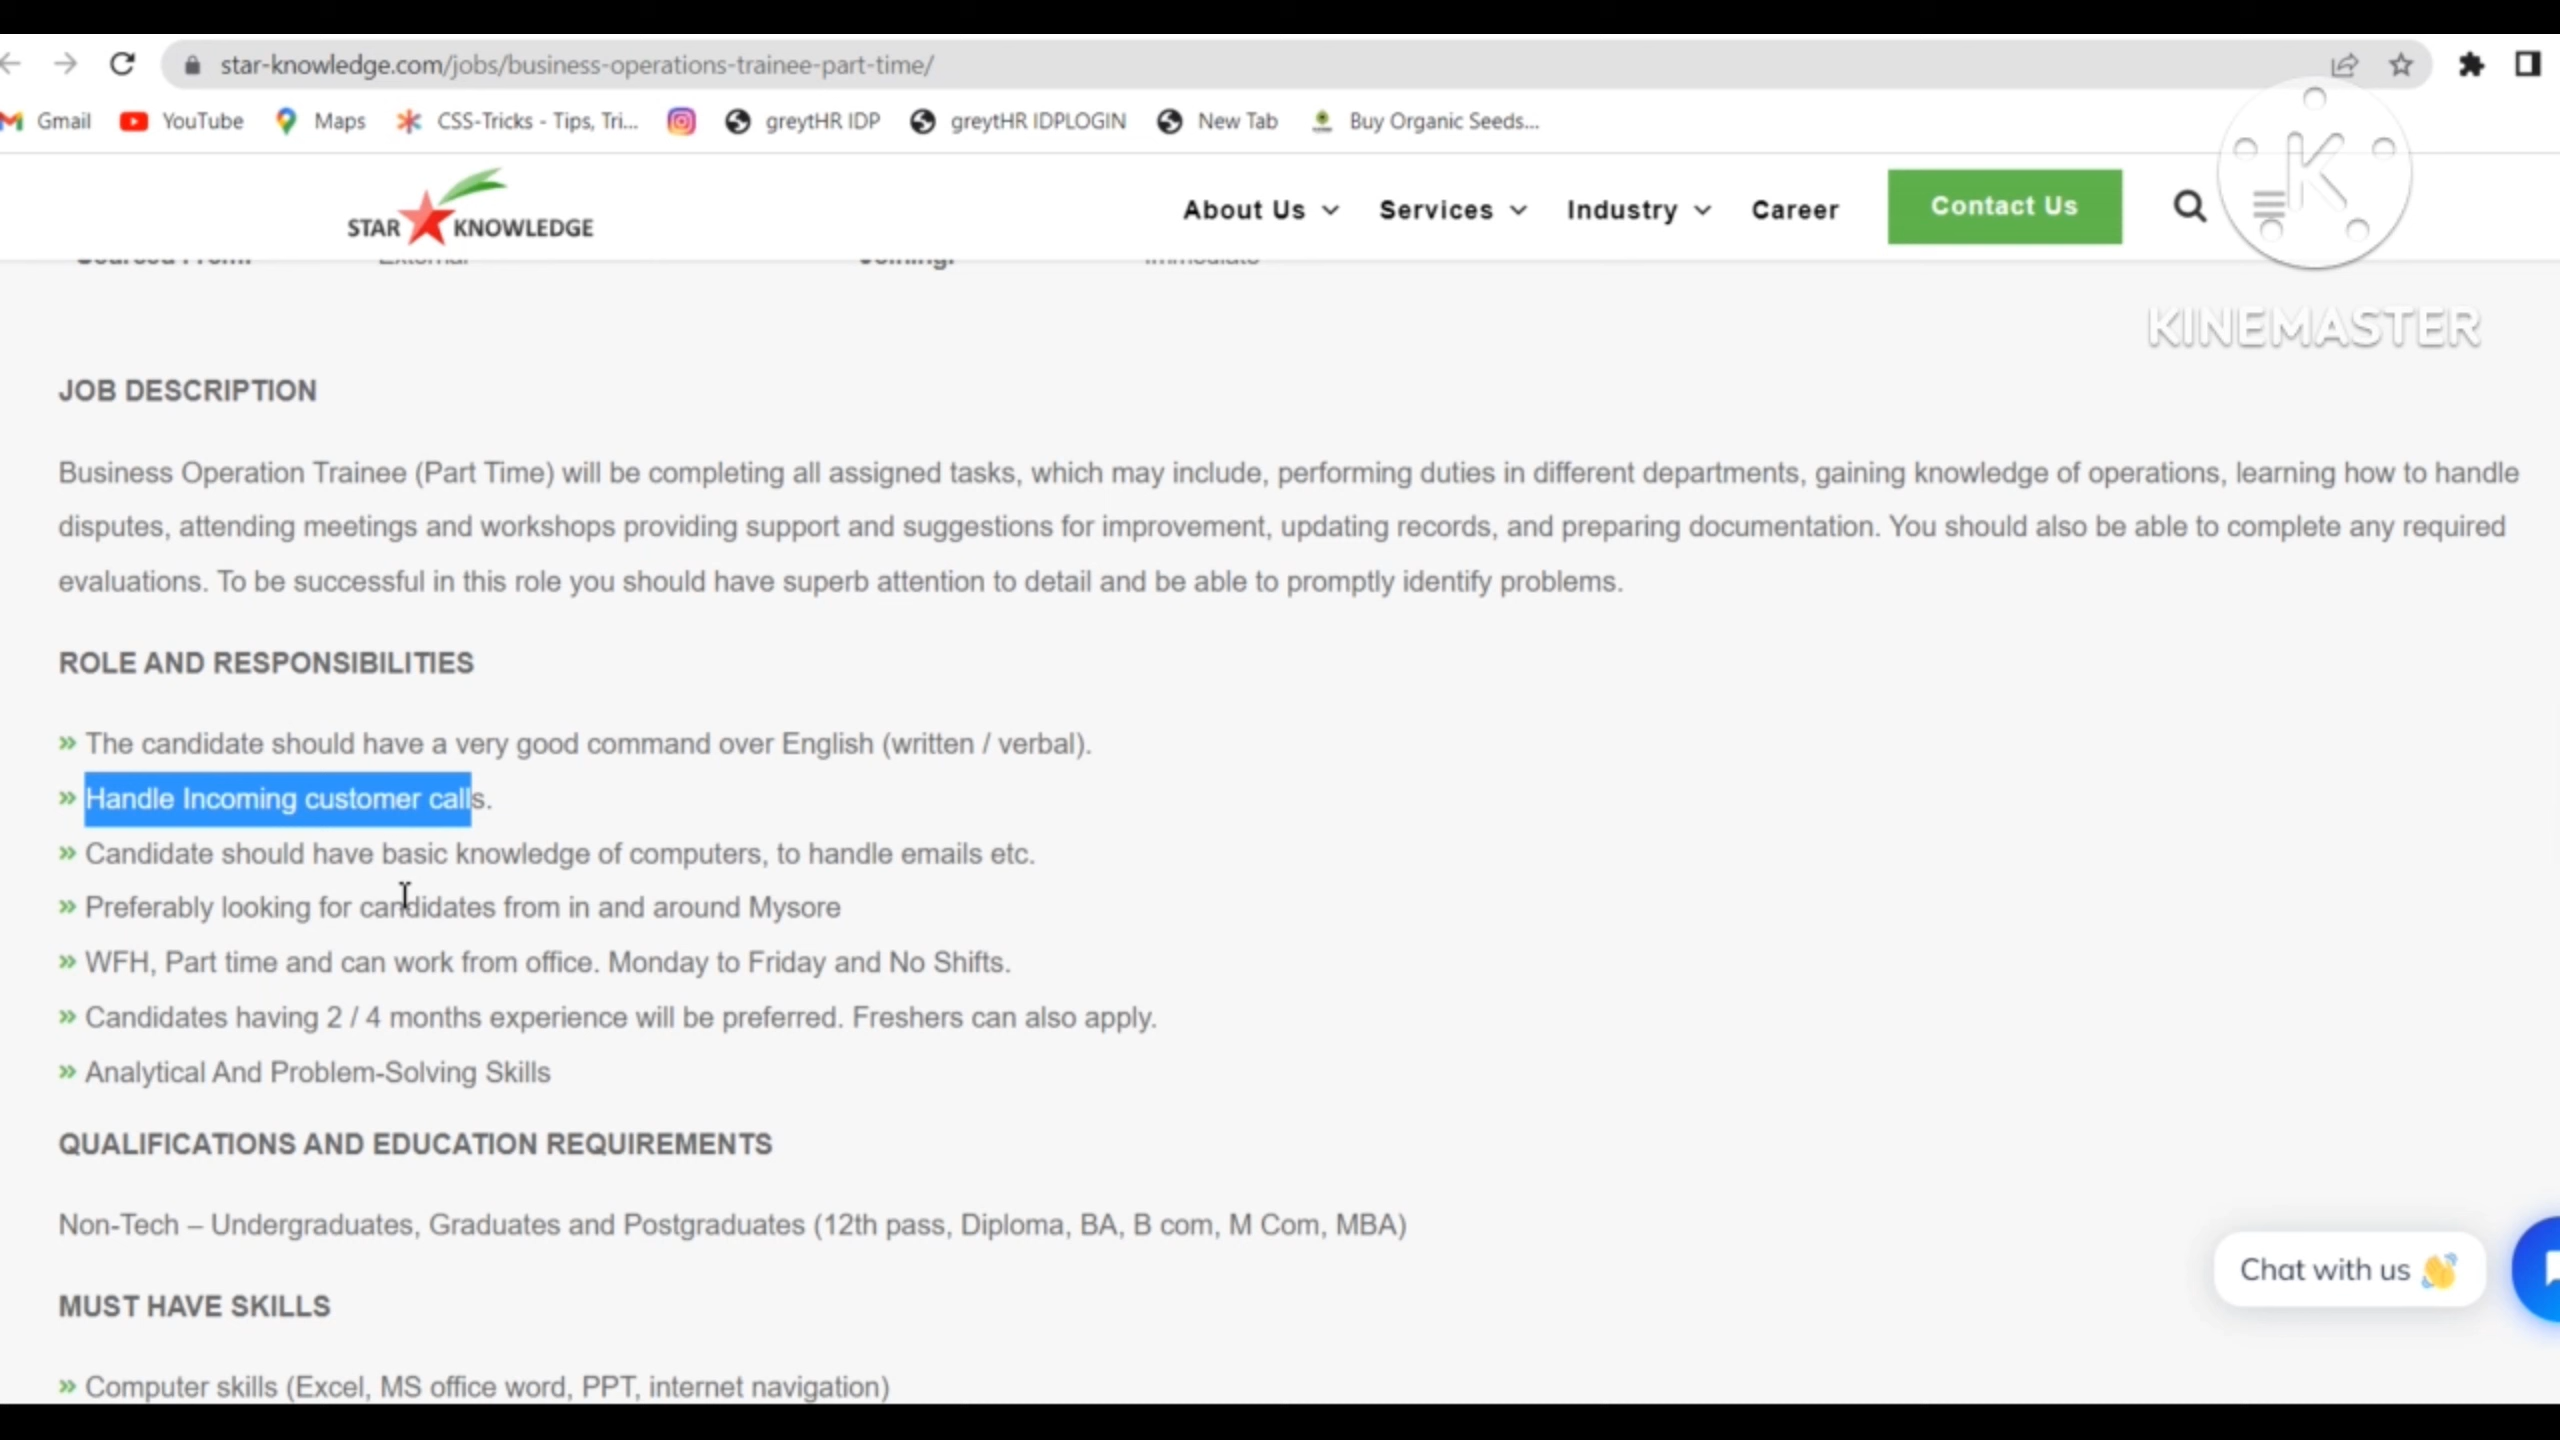 star-knowledge.com/jobs/business-operations-trainee-part-time/
Gmail YouTube Maps CSS-Tricks - Tips, Tri... greytHR IDP greytHR IDPLOGIN New Tab Buy Organic Seeds...
STAR KNOWLEDGE About Us Services Industry Career Contact Us K
KINEMASTER
Sourced From: External Joining: Immediate
JOB DESCRIPTION
Business Operation Trainee (Part Time) will be completing all assigned tasks, which may include, performing duties in different departments, gaining knowledge of operations, learning how to handle
disputes, attending meetings and workshops providing support and suggestions for improvement, updating records, and preparing documentation. You should also be able to complete any required
evaluations. To be successful in this role you should have superb attention to detail and be able to promptly identify problems.
ROLE AND RESPONSIBILITIES
» The candidate should have a very good command over English (written / verbal).
» Handle Incoming customer calls.
» Candidate should have basic knowledge of computers, to handle emails etc.
» Preferably looking for candidates from in and around Mysore
» WFH, Part time and can work from office. Monday to Friday and No Shifts.
» Candidates having 2 / 4 months experience will be preferred. Freshers can also apply.
» Analytical And Problem-Solving Skills
QUALIFICATIONS AND EDUCATION REQUIREMENTS
Non-Tech – Undergraduates, Graduates and Postgraduates (12th pass, Diploma, BA, B com, M Com, MBA)
Chat with us
MUST HAVE SKILLS
» Computer skills (Excel, MS office word, PPT, internet navigation)